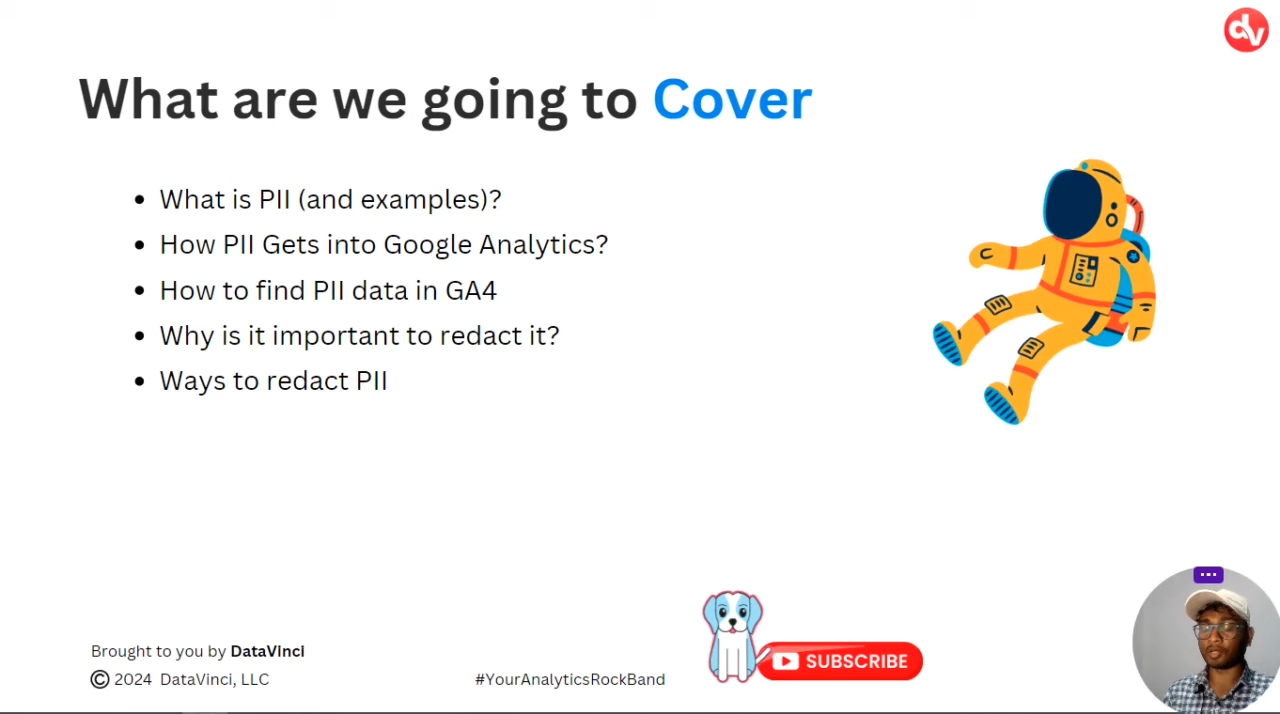 dv
What are we going to Cover
• What is PII (and examples)?
• How PII Gets into Google Analytics?
• How to find PII data in GA4
• Why is it important to redact it?
• Ways to redact PII
Brought to you by DataVinci
© 2024 DataVinci, LLC
#YourAnalyticsRockBand
SUBSCRIBE